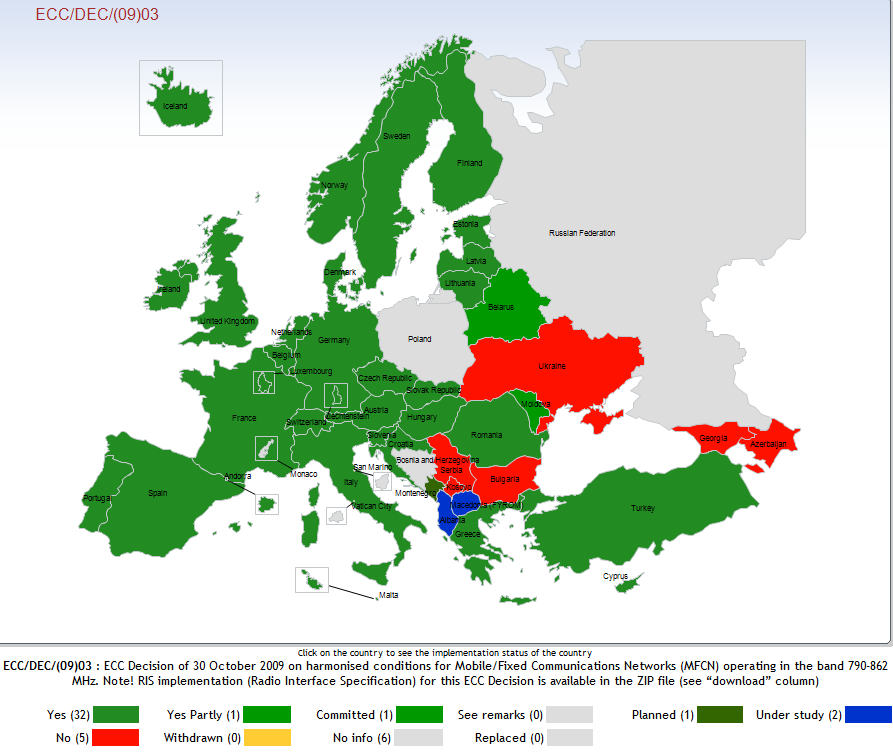 ECC/DEC/(09)03
Iceland
Sweden
Finland
Norway
Estonia
Russian Federation
Latvia
Denmark
Lithuania
Ireland
Belarus
United Kingdom
Netherlands
Germany
Poland
Belgium
Ukraine
Luxembourg
Czech Republic
Slovak Republic
Liechtenstein
Austria
Moldova
France
Switzerland
Hungary
Romania
Slovenia
Georgia
Croatia
Azerbaijan
Bosnia and Herzegovina
San Marino
Serbia
Monaco
Andorra
Italy
Kosovo
Bulgaria
Spain
Montenegro
Portugal
Vatican City
Macedonia (FYROM)
Turkey
Albania
Greece
Cyprus
Malta
Click on the country to see the implementation status of the country
ECC/DEC/(09)03 : ECC Decision of 30 October 2009 on harmonised conditions for Mobile/Fixed Communications Networks (MFCN) operating in the band 790-862
MHz. Note! RIS implementation (Radio Interface Specification) for this ECC Decision is available in the ZIP file (see “download” column)
Yes (32) Yes Partly (1) Committed (1) See remarks (0) Planned (1) Under study (2)
No (5) Withdrawn (0) No info (6) Replaced (0)